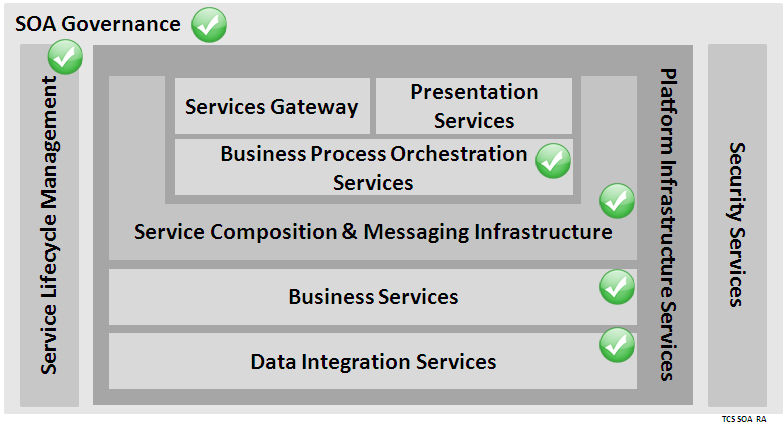 SOA Governance
Service Lifecycle Management
Services Gateway
Presentation
Services
Business Process Orchestration
Services
Service Composition & Messaging Infrastructure
Business Services
Data Integration Services
Platform Infrastructure Services
Security Services
TCS SOA RA